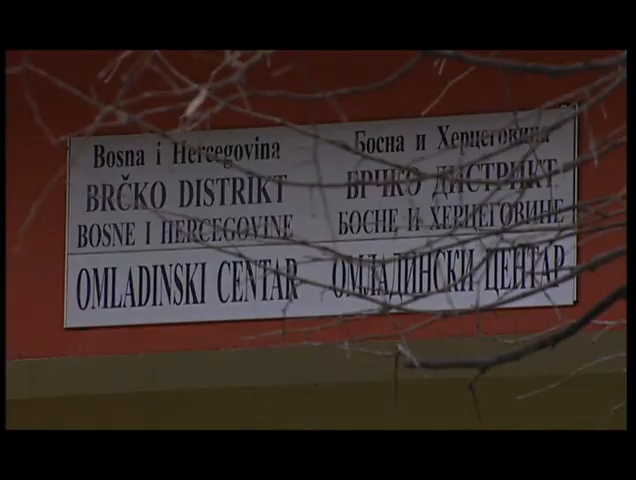 Bosna i Hercegovina
BRČKO DISTRIKT
BOSNE I HERCEGOVINE
OMLADINSKI CENTAR
Босна и Херцеговина
БРЧКО ДИСТРИКТ
БОСНЕ И ХЕРЦЕГОВИНЕ
ОМЛАДИНСКИ ЦЕНТАР